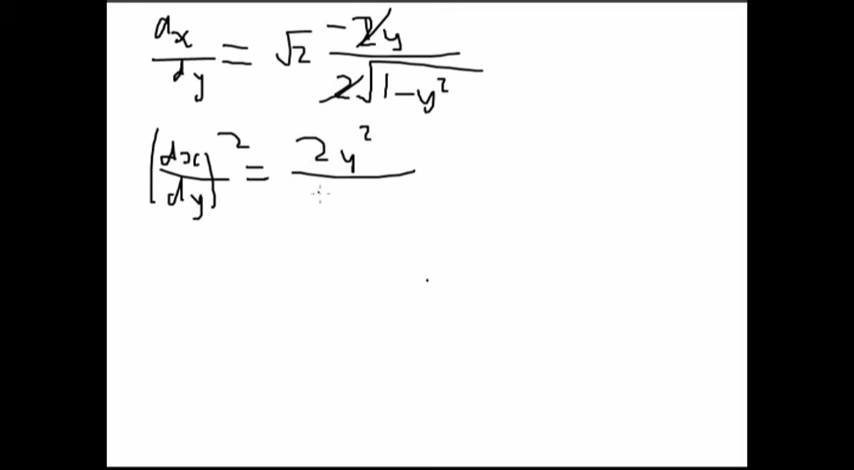 dx/dy = √2 -2y/2√1-y²
(dx/dy)² = 2y²/